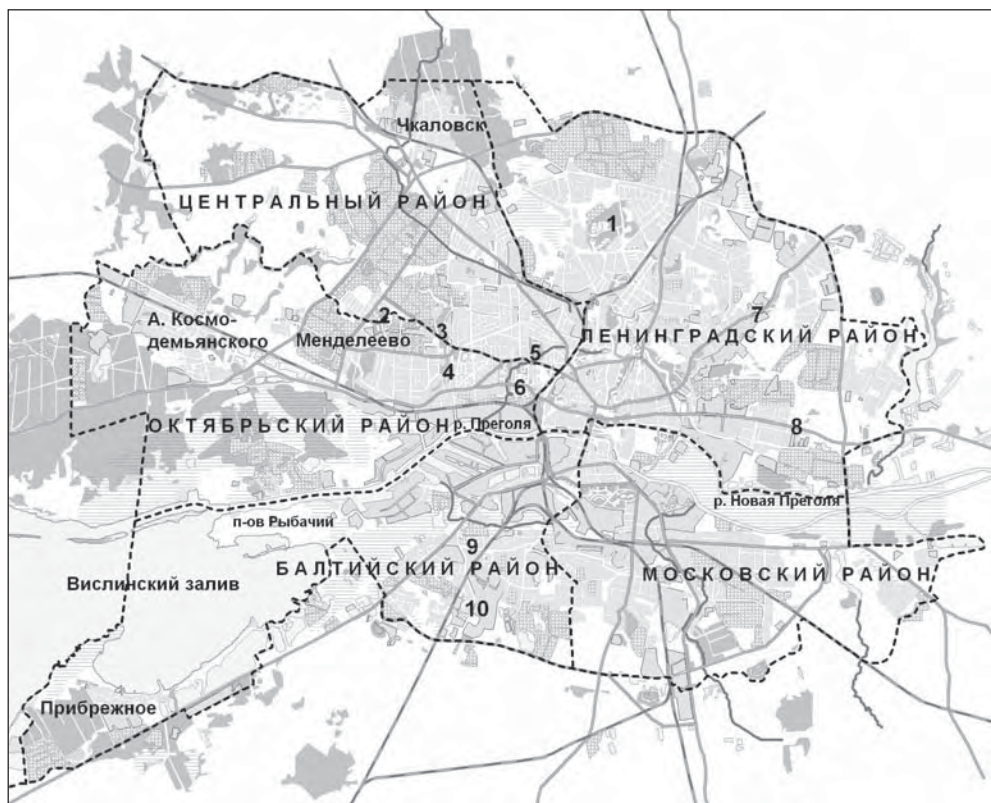 Чкаловск
ЦЕНТРАЛЬНЫЙ РАЙОН
1
А. Космо-
демьянского
2
Менделеево
3
4
5
6
7
ЛЕНИНГРАДСКИЙ РАЙОН
8
ОКТЯБРЬСКИЙ РАЙОН
р. Преголя
р. Новая Преголя
п-ов Рыбачий
9
БАЛТИЙСКИЙ РАЙОН
МОСКОВСКИЙ РАЙОН
Вислинский залив
10
Прибрежное